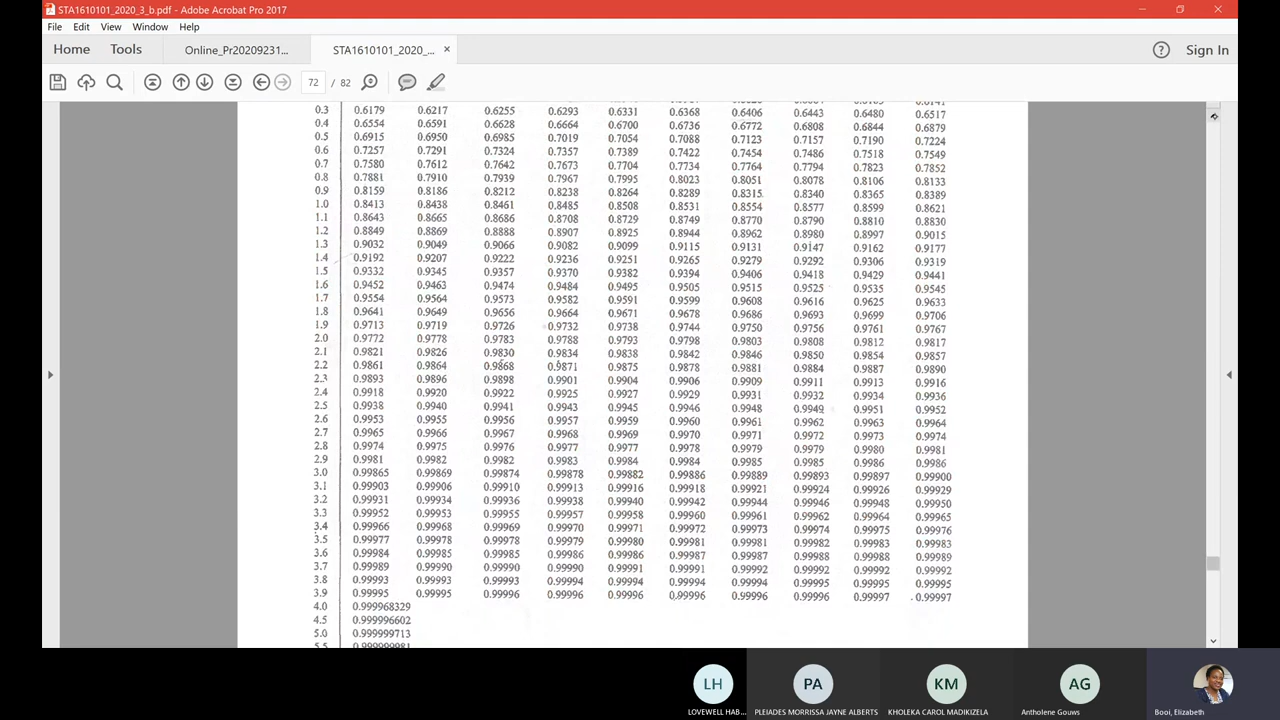 STA1610101_2020_3_b.pdf - Adobe Acrobat Pro 2017
File Edit View Window Help
Home Tools Online_Pr20209231... STA1610101_2020_... × Sign In
72 / 82
0.3 0.6179 0.6217 0.6255 0.6293 0.6331 0.6368 0.6406 0.6443 0.6480 0.6517
0.4 0.6554 0.6591 0.6628 0.6664 0.6700 0.6736 0.6772 0.6808 0.6844 0.6879
0.5 0.6915 0.6950 0.6985 0.7019 0.7054 0.7088 0.7123 0.7157 0.7190 0.7224
0.6 0.7257 0.7291 0.7324 0.7357 0.7389 0.7422 0.7454 0.7486 0.7518 0.7549
0.7 0.7580 0.7612 0.7642 0.7673 0.7704 0.7734 0.7764 0.7794 0.7823 0.7852
0.8 0.7881 0.7910 0.7939 0.7967 0.7995 0.8023 0.8051 0.8078 0.8106 0.8133
0.9 0.8159 0.8186 0.8212 0.8238 0.8264 0.8289 0.8315 0.8340 0.8365 0.8389
1.0 0.8413 0.8438 0.8461 0.8485 0.8508 0.8531 0.8554 0.8577 0.8599 0.8621
1.1 0.8643 0.8665 0.8686 0.8708 0.8729 0.8749 0.8770 0.8790 0.8810 0.8830
1.2 0.8849 0.8869 0.8888 0.8907 0.8925 0.8944 0.8962 0.8980 0.8997 0.9015
1.3 0.9032 0.9049 0.9066 0.9082 0.9099 0.9115 0.9131 0.9147 0.9162 0.9177
1.4 0.9192 0.9207 0.9222 0.9236 0.9251 0.9265 0.9279 0.9292 0.9306 0.9319
1.5 0.9332 0.9345 0.9357 0.9370 0.9382 0.9394 0.9406 0.9418 0.9429 0.9441
1.6 0.9452 0.9463 0.9474 0.9484 0.9495 0.9505 0.9515 0.9525 0.9535 0.9545
1.7 0.9554 0.9564 0.9573 0.9582 0.9591 0.9599 0.9608 0.9616 0.9625 0.9633
1.8 0.9641 0.9649 0.9656 0.9664 0.9671 0.9678 0.9686 0.9693 0.9699 0.9706
1.9 0.9713 0.9719 0.9726 0.9732 0.9738 0.9744 0.9750 0.9756 0.9761 0.9767
2.0 0.9772 0.9778 0.9783 0.9788 0.9793 0.9798 0.9803 0.9808 0.9812 0.9817
2.1 0.9821 0.9826 0.9830 0.9834 0.9838 0.9842 0.9846 0.9850 0.9854 0.9857
2.2 0.9861 0.9864 0.9868 0.9871 0.9875 0.9878 0.9881 0.9884 0.9887 0.9890
2.3 0.9893 0.9896 0.9898 0.9901 0.9904 0.9906 0.9909 0.9911 0.9913 0.9916
2.4 0.9918 0.9920 0.9922 0.9925 0.9927 0.9929 0.9931 0.9932 0.9934 0.9936
2.5 0.9938 0.9940 0.9941 0.9943 0.9945 0.9946 0.9948 0.9949 0.9951 0.9952
2.6 0.9953 0.9955 0.9956 0.9957 0.9959 0.9960 0.9961 0.9962 0.9963 0.9964
2.7 0.9965 0.9966 0.9967 0.9968 0.9969 0.9970 0.9971 0.9972 0.9973 0.9974
2.8 0.9974 0.9975 0.9976 0.9977 0.9977 0.9978 0.9979 0.9979 0.9980 0.9981
2.9 0.9981 0.9982 0.9982 0.9983 0.9984 0.9984 0.9985 0.9985 0.9986 0.9986
3.0 0.99865 0.99869 0.99874 0.99878 0.99882 0.99886 0.99889 0.99893 0.99897 0.99900
3.1 0.99903 0.99906 0.99910 0.99913 0.99916 0.99918 0.99921 0.99924 0.99926 0.99929
3.2 0.99931 0.99934 0.99936 0.99938 0.99940 0.99942 0.99944 0.99946 0.99948 0.99950
3.3 0.99952 0.99953 0.99955 0.99957 0.99958 0.99960 0.99961 0.99962 0.99964 0.99965
3.4 0.99966 0.99968 0.99969 0.99970 0.99971 0.99972 0.99973 0.99974 0.99975 0.99976
3.5 0.99977 0.99978 0.99978 0.99979 0.99980 0.99981 0.99981 0.99982 0.99983 0.99983
3.6 0.99984 0.99985 0.99985 0.99986 0.99986 0.99987 0.99987 0.99988 0.99988 0.99989
3.7 0.99989 0.99990 0.99990 0.99990 0.99991 0.99991 0.99992 0.99992 0.99992 0.99992
3.8 0.99993 0.99993 0.99993 0.99994 0.99994 0.99994 0.99994 0.99995 0.99995 0.99995
3.9 0.99995 0.99995 0.99996 0.99996 0.99996 0.99996 0.99996 0.99996 0.99997 0.99997
4.0 0.999968329
4.5 0.999996602
5.0 0.999999713
5.5 0.999999981
LH PA KM AG
LOVEWELL HAB... PLEIADES MORRISSA JAYNE ALBERTS KHOLEKA CAROL MADIKIZELA Antholene Gouws Booi, Elizabeth